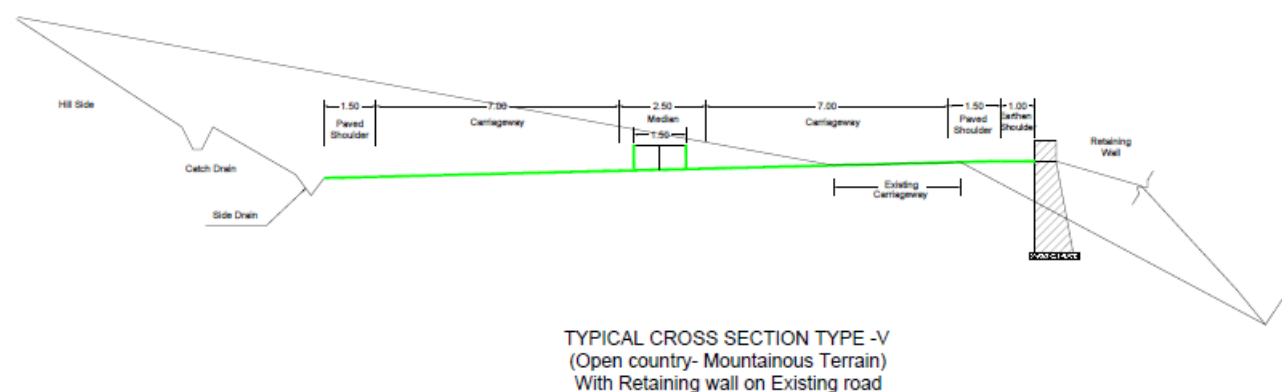 1.50
7.00
2.50
7.00
1.50
1.00
Paved
Shoulder
Carriageway
Median
Carriageway
Paved
Shoulder
Earthen
Shoulder
1.50
Hill Side
Retaining
Wall
Catch Drain
Existing
Carriageway
Side Drain
TYPICAL CROSS SECTION TYPE -V
(Open country- Mountainous Terrain)
With Retaining wall on Existing road